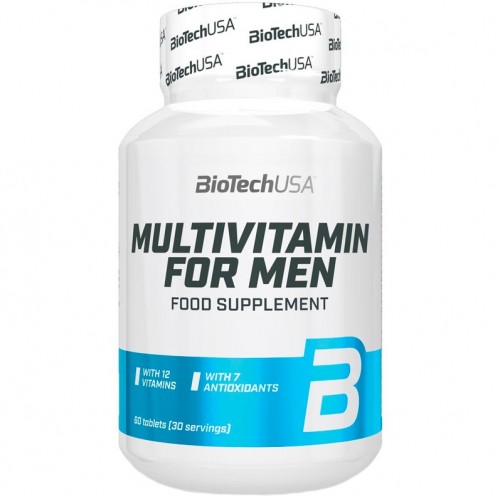 BioTechUSA
BioTechUSA
BioTechUSA
BioTechUSA
BioTechUSA
MULTIVITAMIN
FOR MEN
FOOD SUPPLEMENT
WITH 12
VITAMINS
WITH 7
ANTIOXIDANTS
B
60 tablets (30 servings)